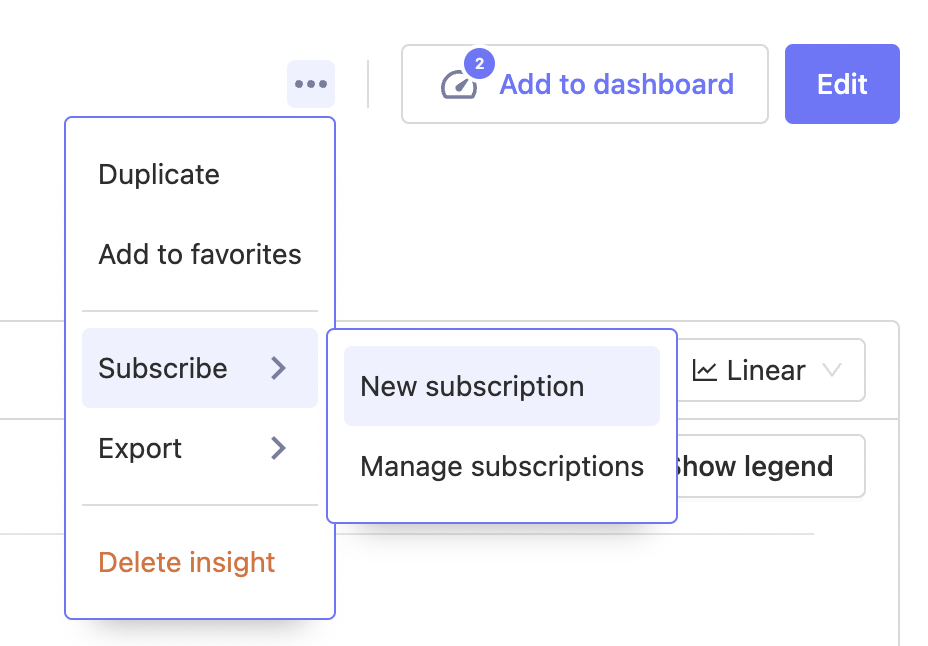 2
Add to dashboard
Edit
Duplicate
Add to favorites
Subscribe
New subscription
Linear
Export
Manage subscriptions
Show legend
Delete insight